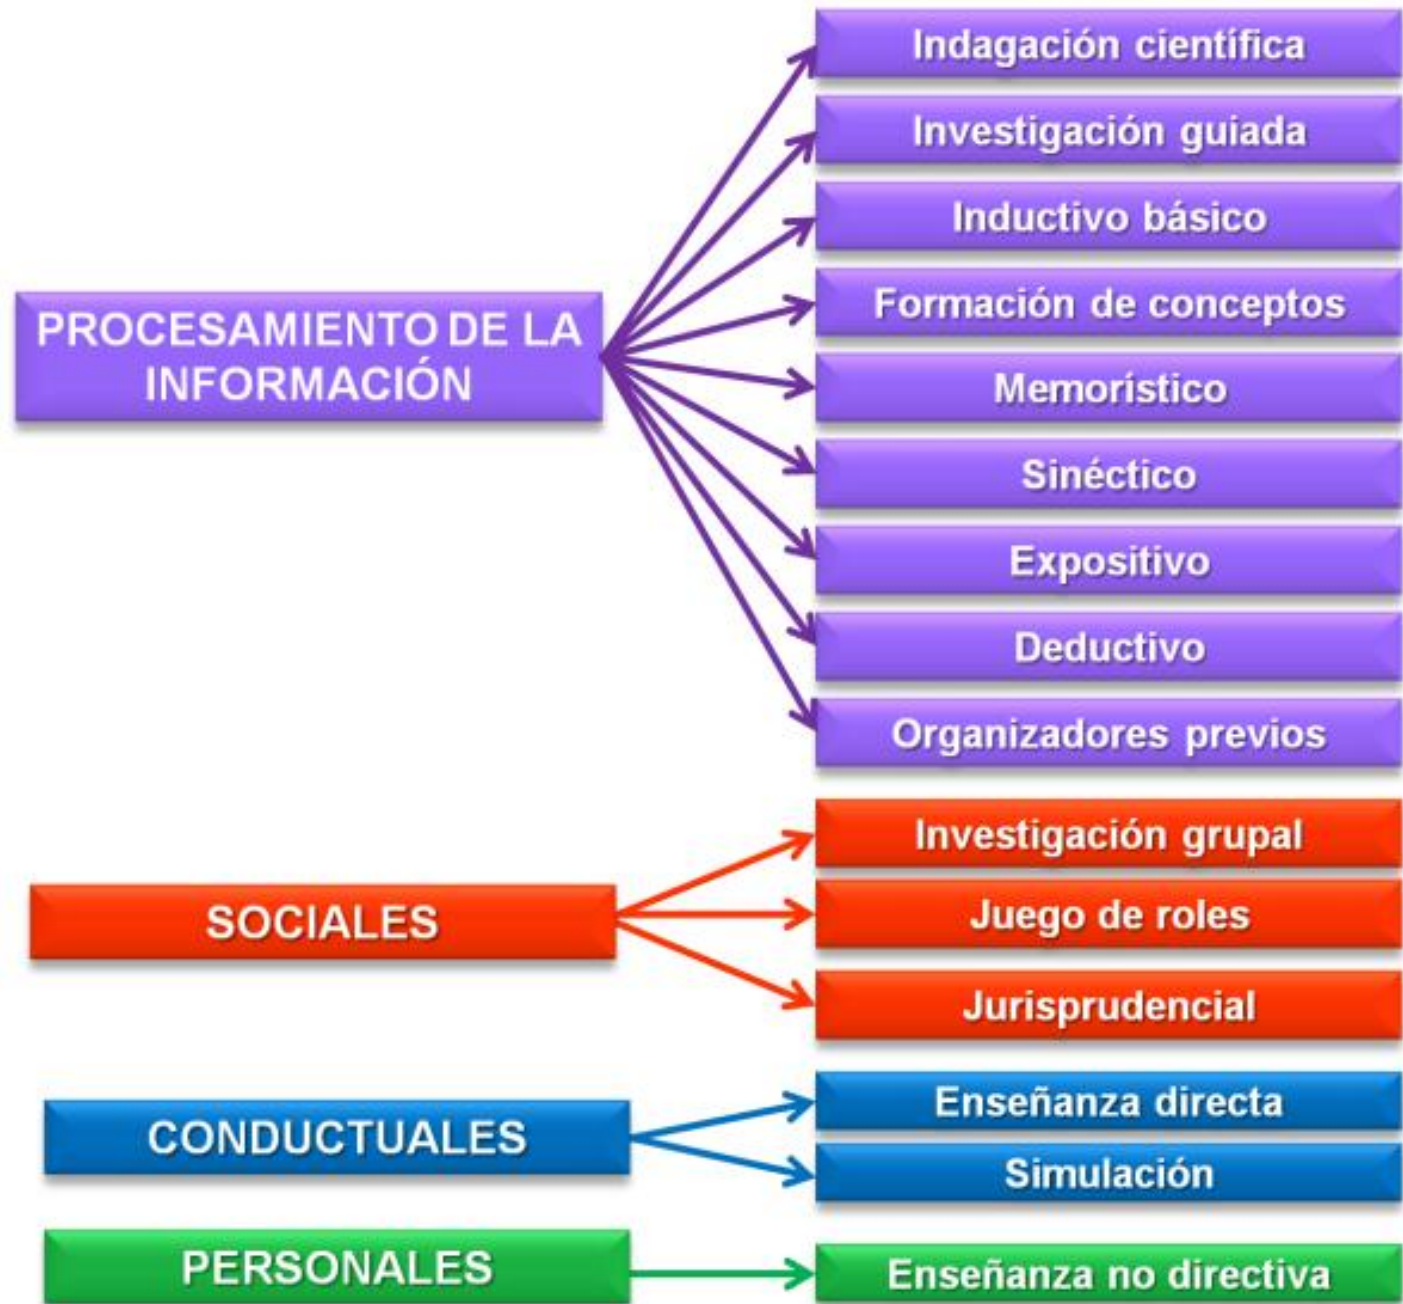 PROCESAMIENTO DE LA
INFORMACIÓN
Indagación científica
Investigación guiada
Inductivo básico
Formación de conceptos
Memorístico
Sinéctico
Expositivo
Deductivo
Organizadores previos
SOCIALES
Investigación grupal
Juego de roles
Jurisprudencial
CONDUCTUALES
Enseñanza directa
Simulación
PERSONALES
Enseñanza no directiva